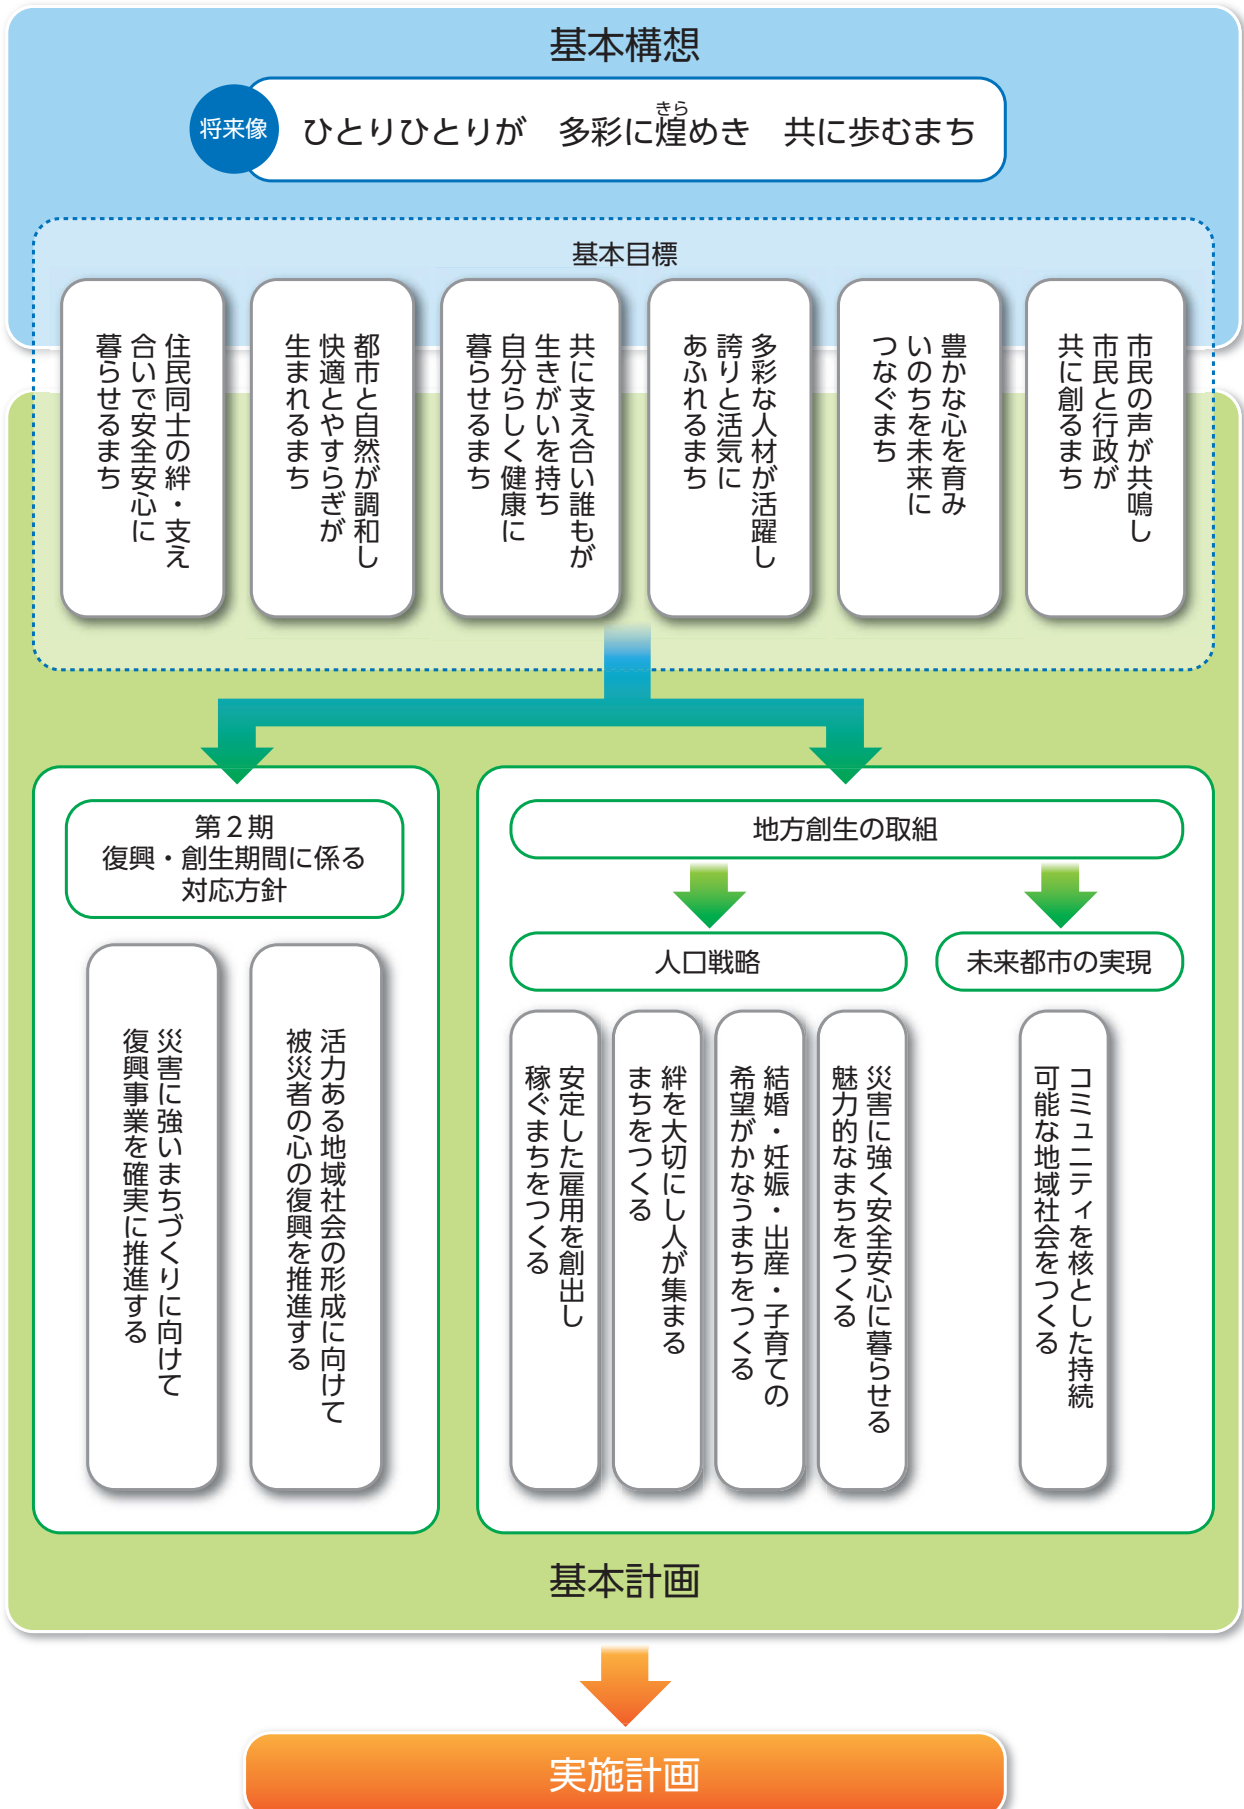 基本構想
将来像
ひとりひとりが　多彩に煌めき　共に歩むまち
きら
基本目標
住民同士の絆・支え
合いで安全安心に
暮らせるまち
都市と自然が調和し
快適とやすらぎが
生まれるまち
共に支え合い誰もが
生きがいを持ち
自分らしく健康に
暮らせるまち
多彩な人材が活躍し
誇りと活気に
あふれるまち
豊かな心を育み
いのちを未来に
つなぐまち
市民の声が共鳴し
市民と行政が
共に創るまち
第２期
復興・創生期間に係る
対応方針
災害に強いまちづくりに向けて
復興事業を確実に推進する
活力ある地域社会の形成に向けて
被災者の心の復興を推進する
地方創生の取組
人口戦略
安定した雇用を創出し
稼ぐまちをつくる
絆を大切にし人が集まる
まちをつくる
結婚・妊娠・出産・子育ての
希望がかなうまちをつくる
災害に強く安全安心に暮らせる
魅力的なまちをつくる
未来都市の実現
コミュニティを核とした持続
可能な地域社会をつくる
基本計画
実施計画